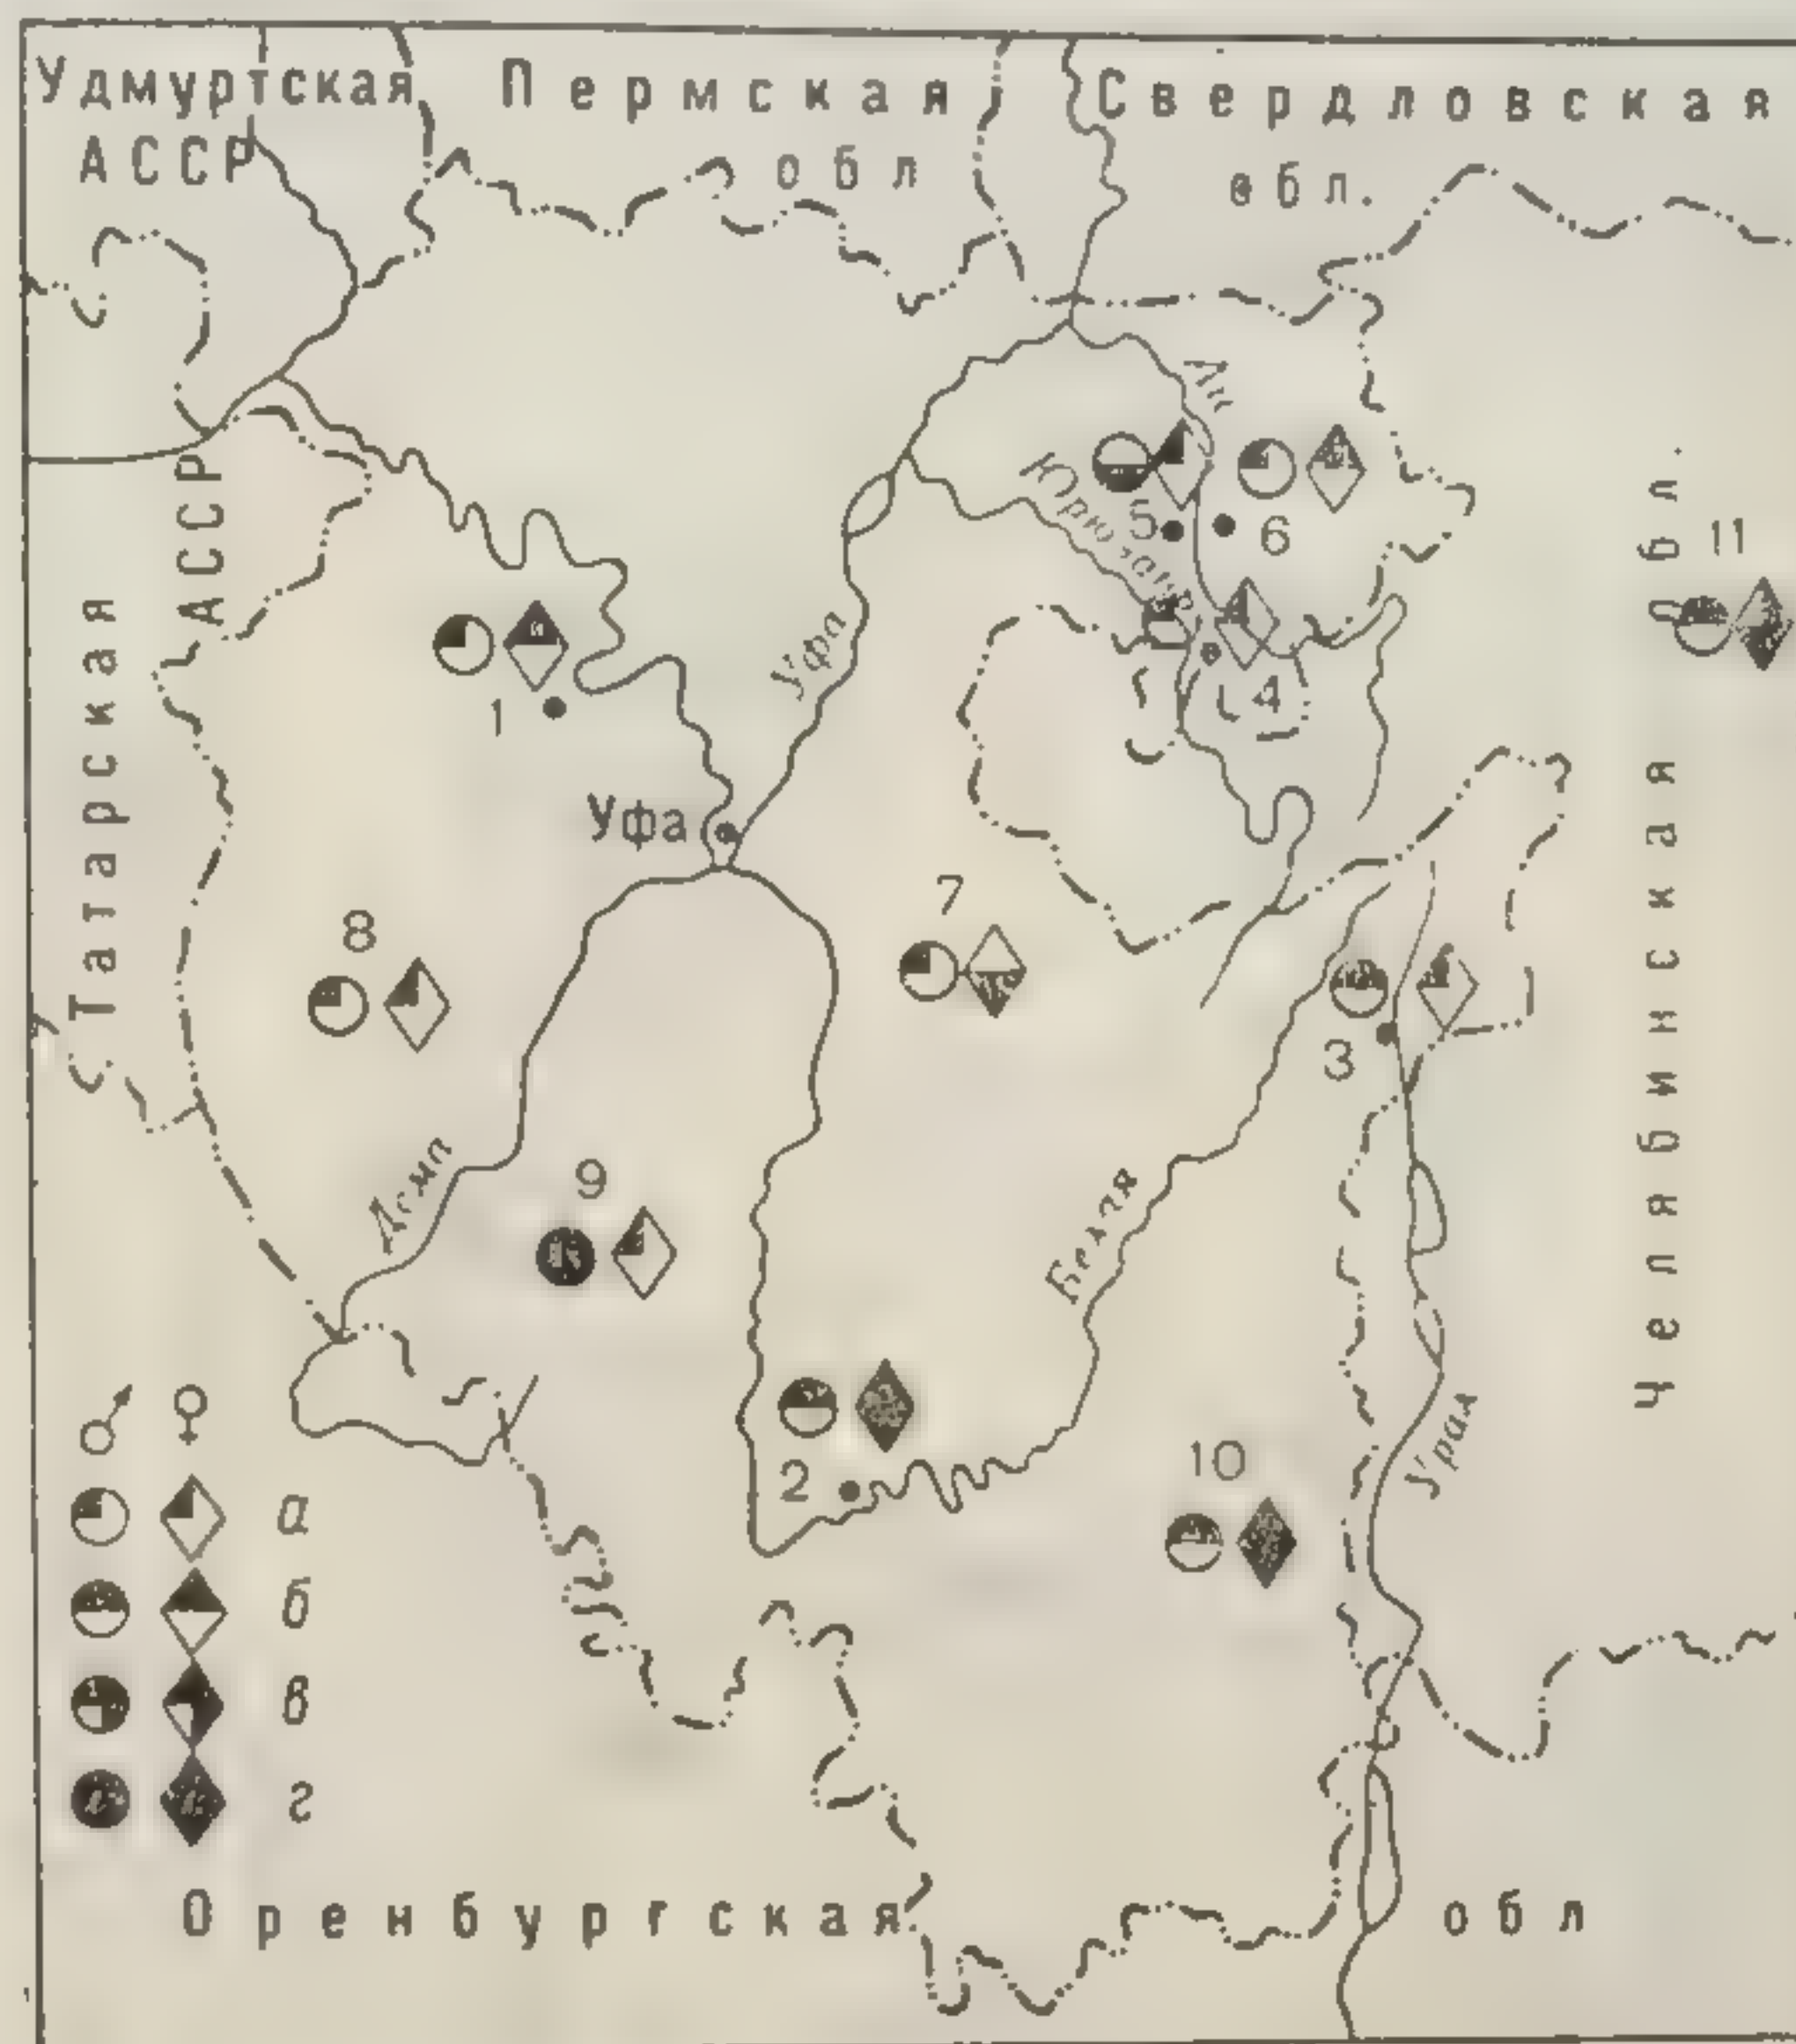 Удмуртская
АССР
Пермская
обл
Свердловская
обл.
Татарская
АССР
Челябинская
обл.
Уфа
Уфа
Юрюзань
Белая
Урал
Ай
1
2
3
4
5
6
7
8
9
10
11
♂ ♀
а
б
в
г
Оренбургская
обл